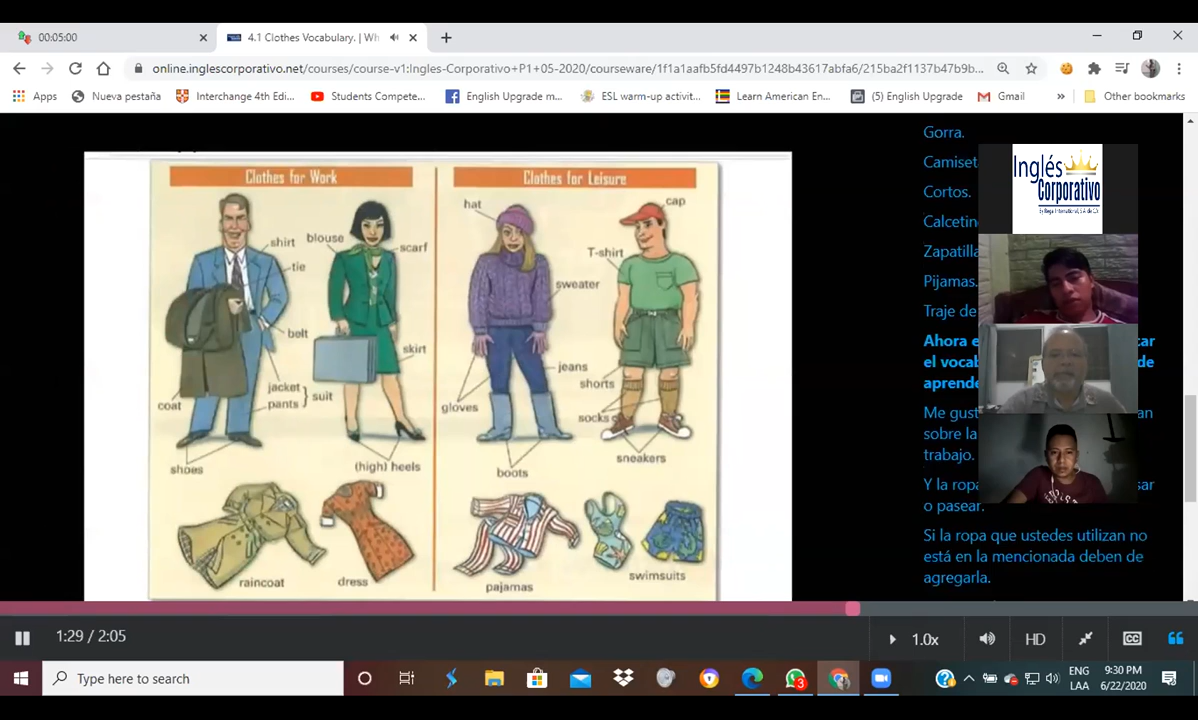 00:05:00
4.1 Clothes Vocabulary. | Wh
online.inglescorporativo.net/courses/course-v1:Ingles-Corporativo+P1+05-2020/courseware/1f1a1aafb5fd4497b1248b43617abfa6/215ba2f1137b47b9b...
Apps
Nueva pestaña
Interchange 4th Edi...
Students Compete...
English Upgrade m...
ESL warm-up activit...
Learn American En...
(5) English Upgrade
Gmail
»
Other bookmarks
Clothes for Work
shirt
blouse
scarf
tie
belt
skirt
jacket
pants
suit
coat
shoes
(high) heels
raincoat
dress
Clothes for Leisure
hat
cap
T-shirt
sweater
jeans
shorts
gloves
socks
sneakers
boots
pajamas
swimsuits
Gorra.
Camiset
Cortos.
Calcetin
Zapatilla
Pijamas.
Traje de
Ahora e car
el vocab de
aprende
Me gust an
sobre la
trabajo.
Y la ropa sar
o pasear.
Si la ropa que ustedes utilizan no
está en la mencionada deben de
agregarla.
Inglés
Corporativo
1:29 / 2:05
1.0x
HD
CC
Type here to search
3
ENG
LAA
9:30 PM
6/22/2020